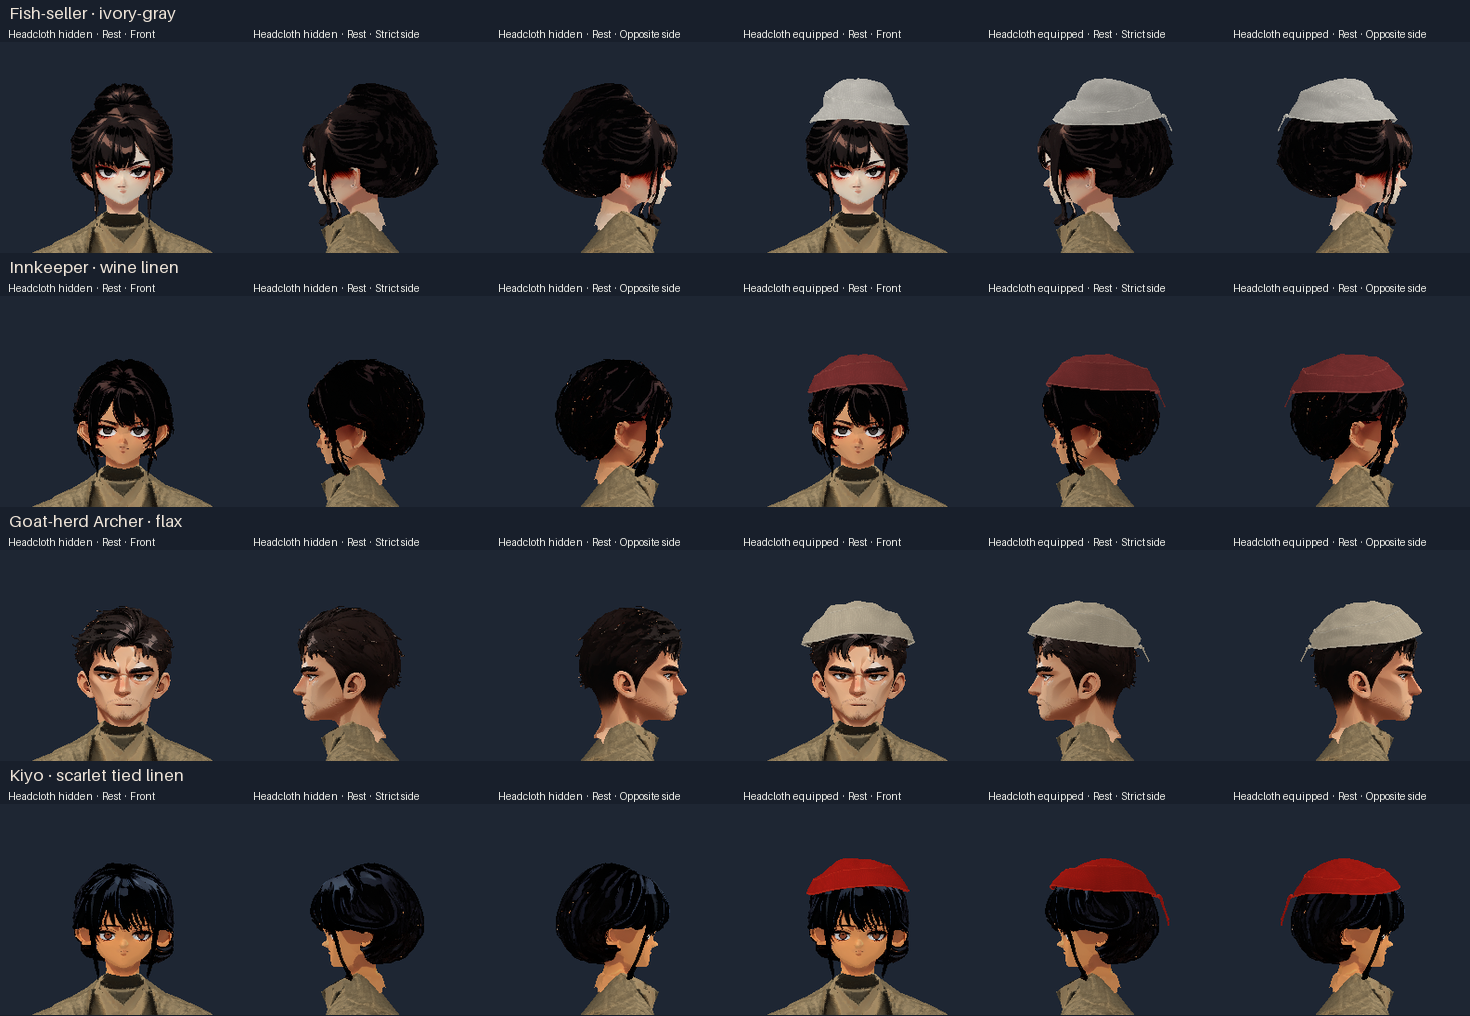 Fish-seller · ivory-gray
Headcloth hidden · Rest · Front
Headcloth hidden · Rest · Strict side
Headcloth hidden · Rest · Opposite side
Headcloth equipped · Rest · Front
Headcloth equipped · Rest · Strict side
Headcloth equipped · Rest · Opposite side
Innkeeper · wine linen
Headcloth hidden · Rest · Front
Headcloth hidden · Rest · Strict side
Headcloth hidden · Rest · Opposite side
Headcloth equipped · Rest · Front
Headcloth equipped · Rest · Strict side
Headcloth equipped · Rest · Opposite side
Goat-herd Archer · flax
Headcloth hidden · Rest · Front
Headcloth hidden · Rest · Strict side
Headcloth hidden · Rest · Opposite side
Headcloth equipped · Rest · Front
Headcloth equipped · Rest · Strict side
Headcloth equipped · Rest · Opposite side
Kiyo · scarlet tied linen
Headcloth hidden · Rest · Front
Headcloth hidden · Rest · Strict side
Headcloth hidden · Rest · Opposite side
Headcloth equipped · Rest · Front
Headcloth equipped · Rest · Strict side
Headcloth equipped · Rest · Opposite side